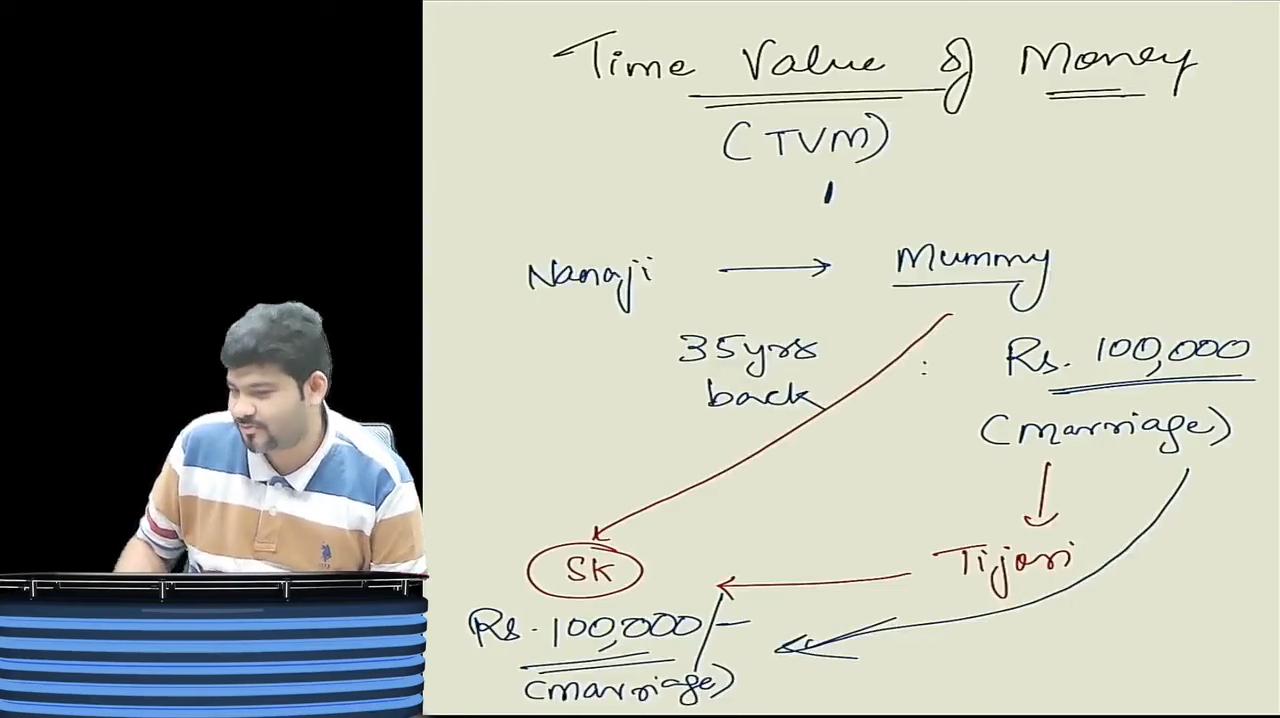 Time Value of Money
(TVM)
Nanaji → Mummy
35yrs back : Rs. 100,000
(marriage)
Tijori
SK
Rs. 100,000/-
(marriage)